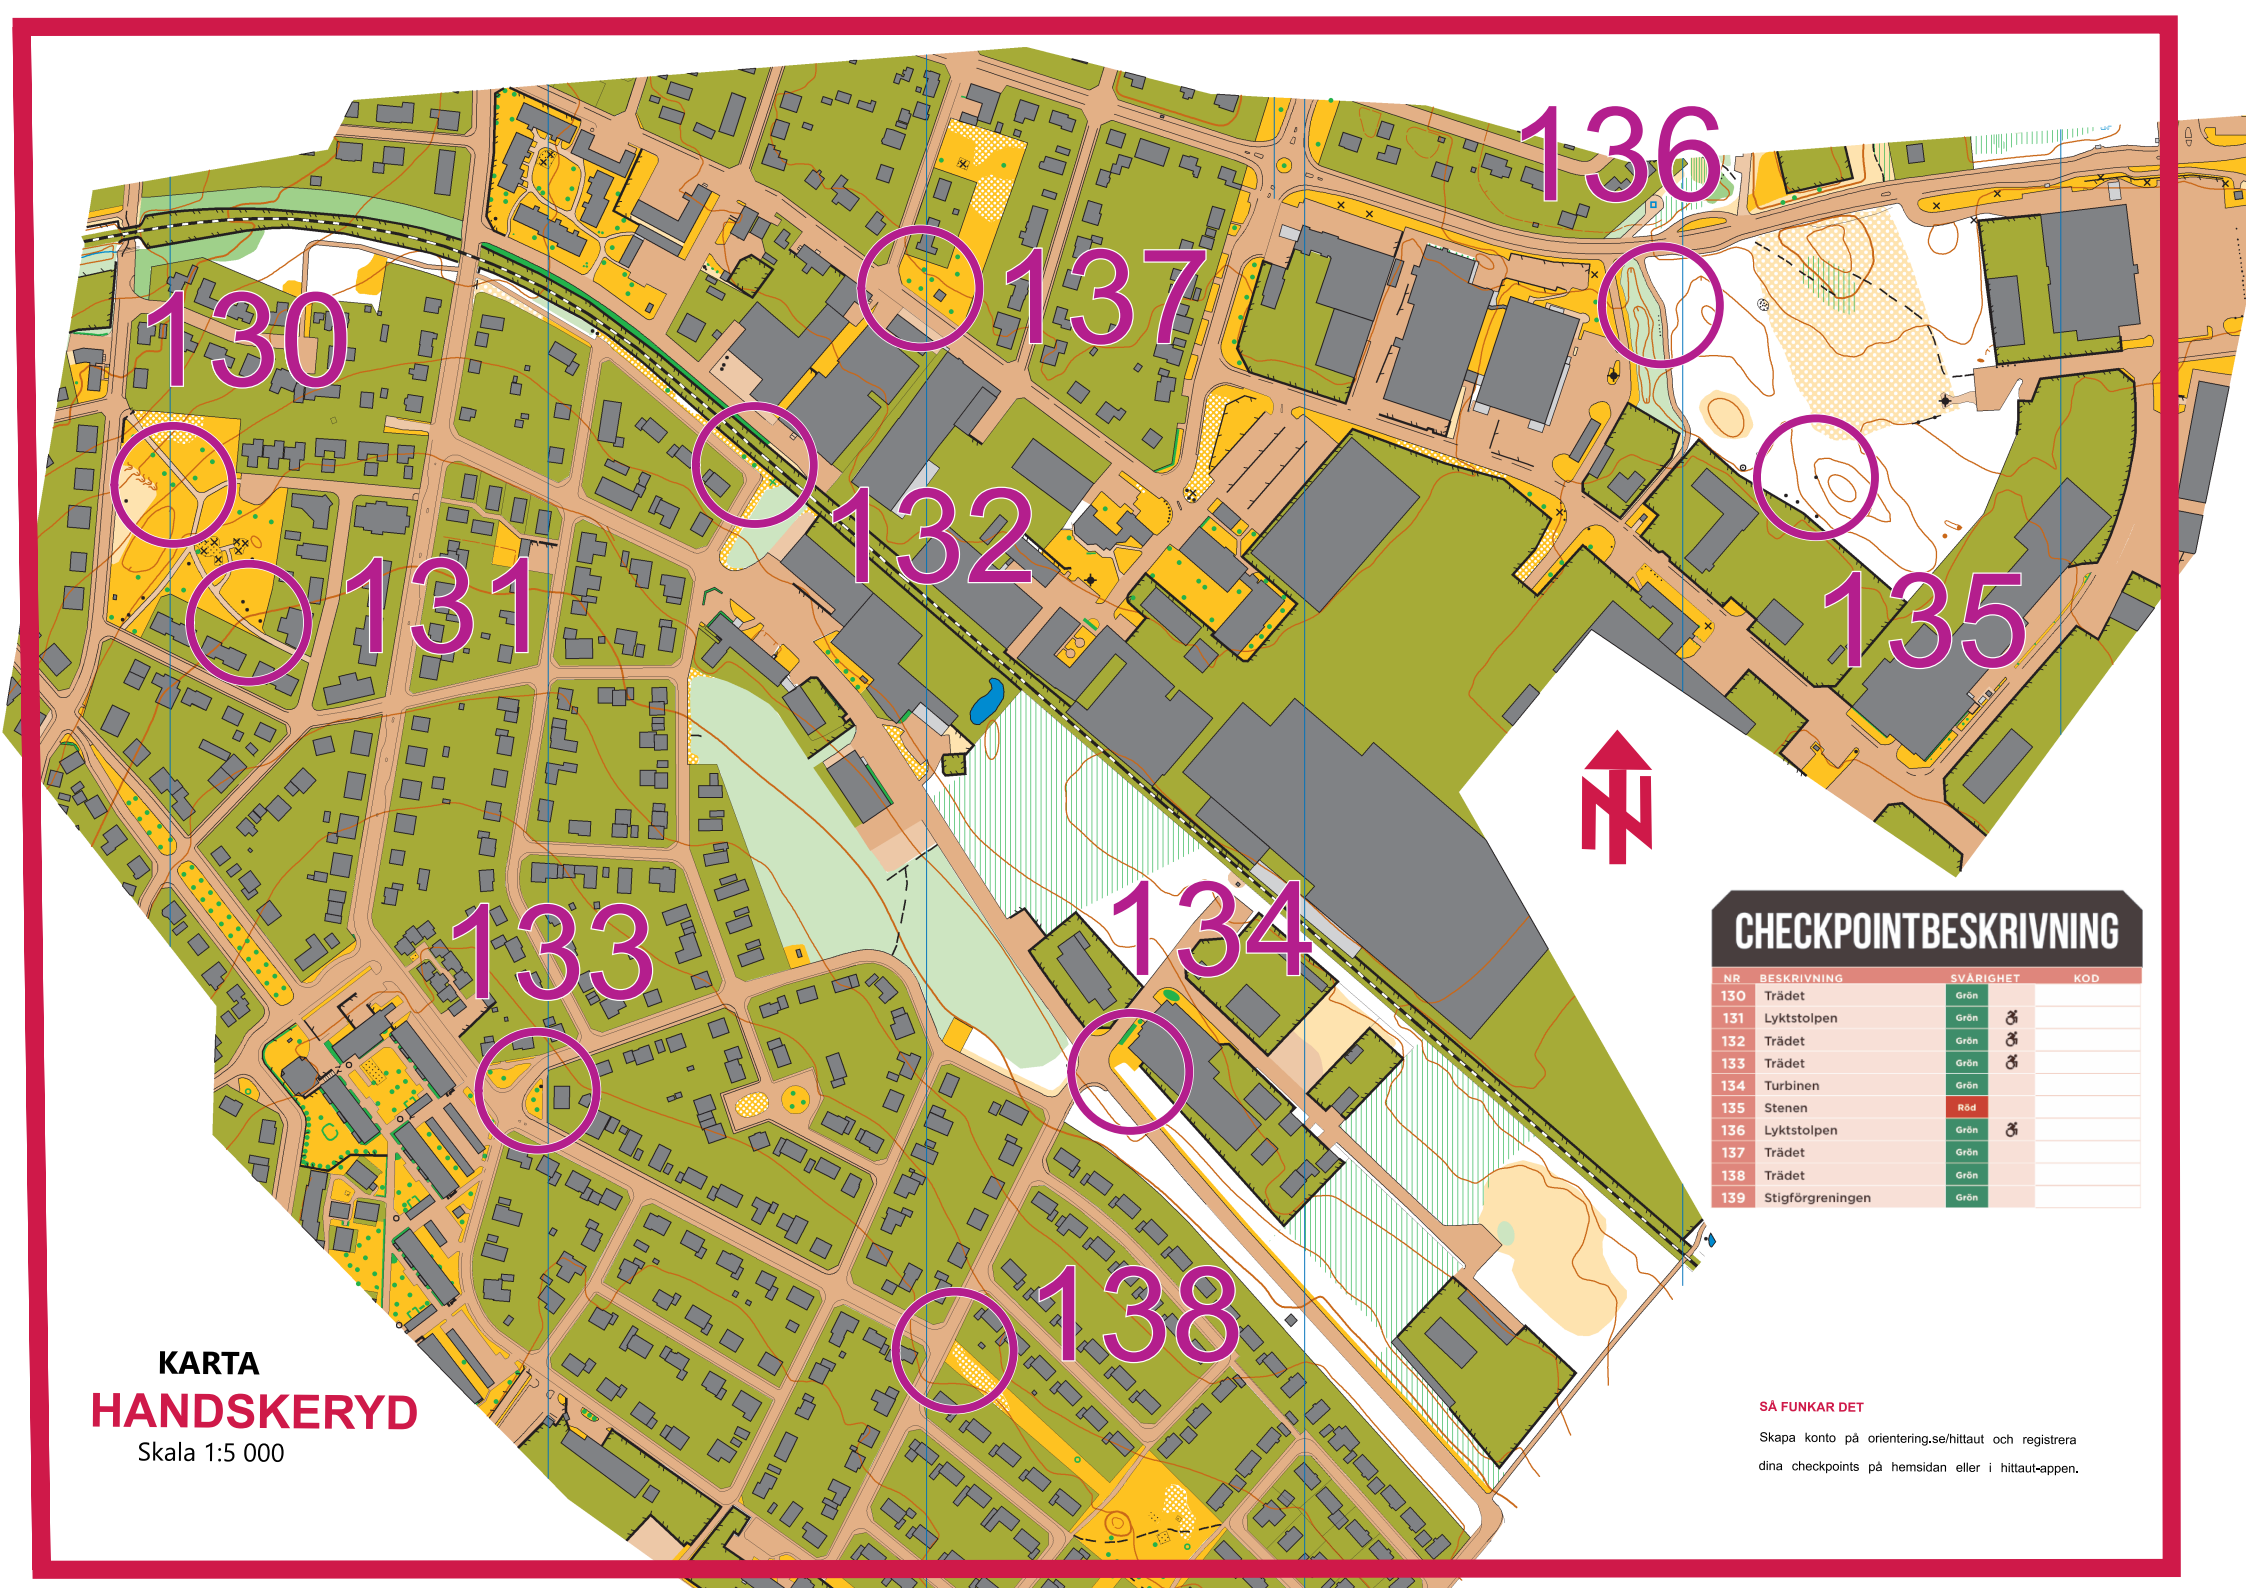 136
137
130
132
131
135
133
134
138
N
CHECKPOINTBESKRIVNING
NR BESKRIVNING SVÅRIGHET KOD
130 Trädet Grön
131 Lyktstolpen Grön
132 Trädet Grön
133 Trädet Grön
134 Turbinen Grön
135 Stenen Röd
136 Lyktstolpen Grön
137 Trädet Grön
138 Trädet Grön
139 Stigförgreningen Grön
KARTA
HANDSKERYD
Skala 1:5 000
SÅ FUNKAR DET
Skapa konto på orientering.se/hittaut och registrera
dina checkpoints på hemsidan eller i hittaut-appen.